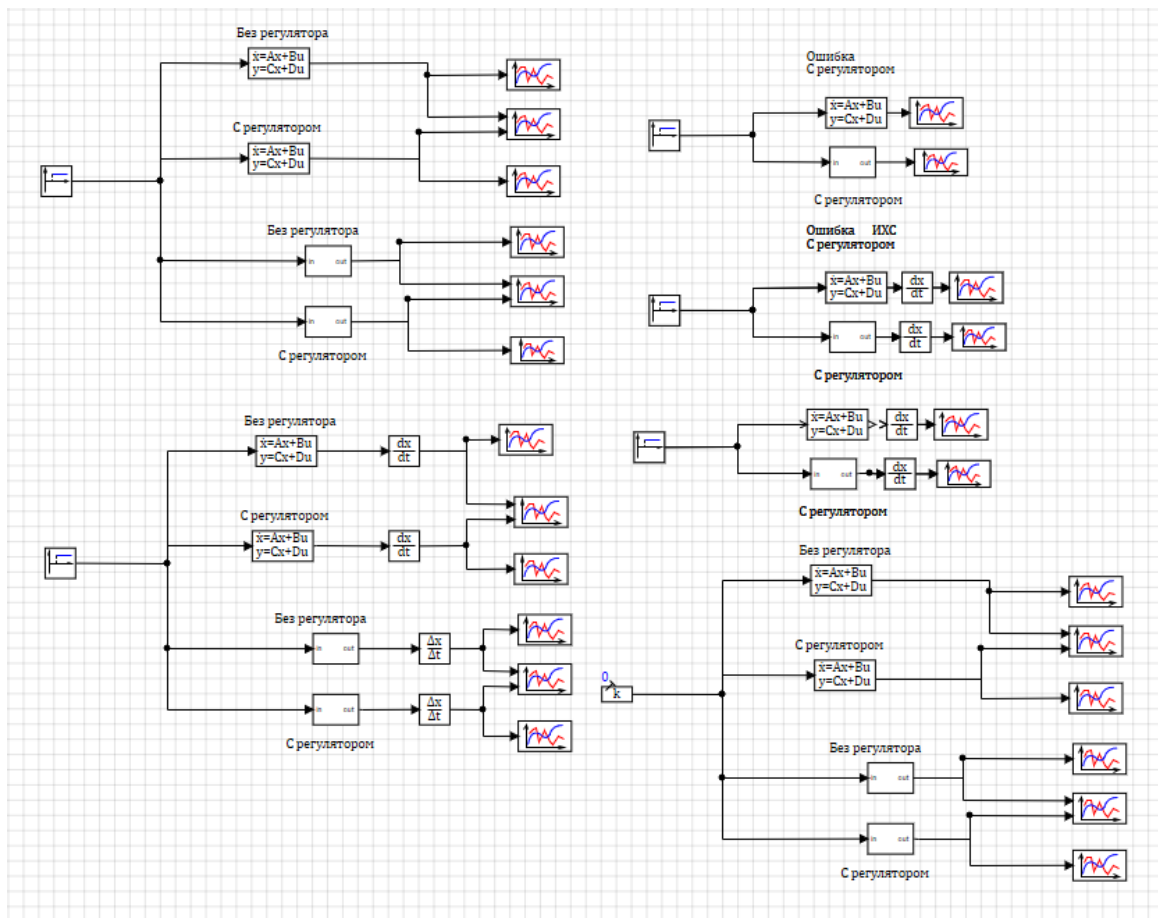 Без регулятора
ẋ=Ax+Bu
y=Cx+Du
С регулятором
ẋ=Ax+Bu
y=Cx+Du
Без регулятора
in out
in out
С регулятором
Ошибка
С регулятором
ẋ=Ax+Bu
y=Cx+Du
in out
С регулятором
Ошибка ИХС
С регулятором
ẋ=Ax+Bu
y=Cx+Du
dx
dt
in out
dx
dt
С регулятором
Без регулятора
ẋ=Ax+Bu
y=Cx+Du
dx
dt
С регулятором
ẋ=Ax+Bu
y=Cx+Du
dx
dt
Без регулятора
in out
Δx
Δt
in out
Δx
Δt
С регулятором
ẋ=Ax+Bu
y=Cx+Du
dx
dt
in out
dx
dt
С регулятором
0
k
Без регулятора
ẋ=Ax+Bu
y=Cx+Du
С регулятором
ẋ=Ax+Bu
y=Cx+Du
Без регулятора
in out
in out
С регулятором